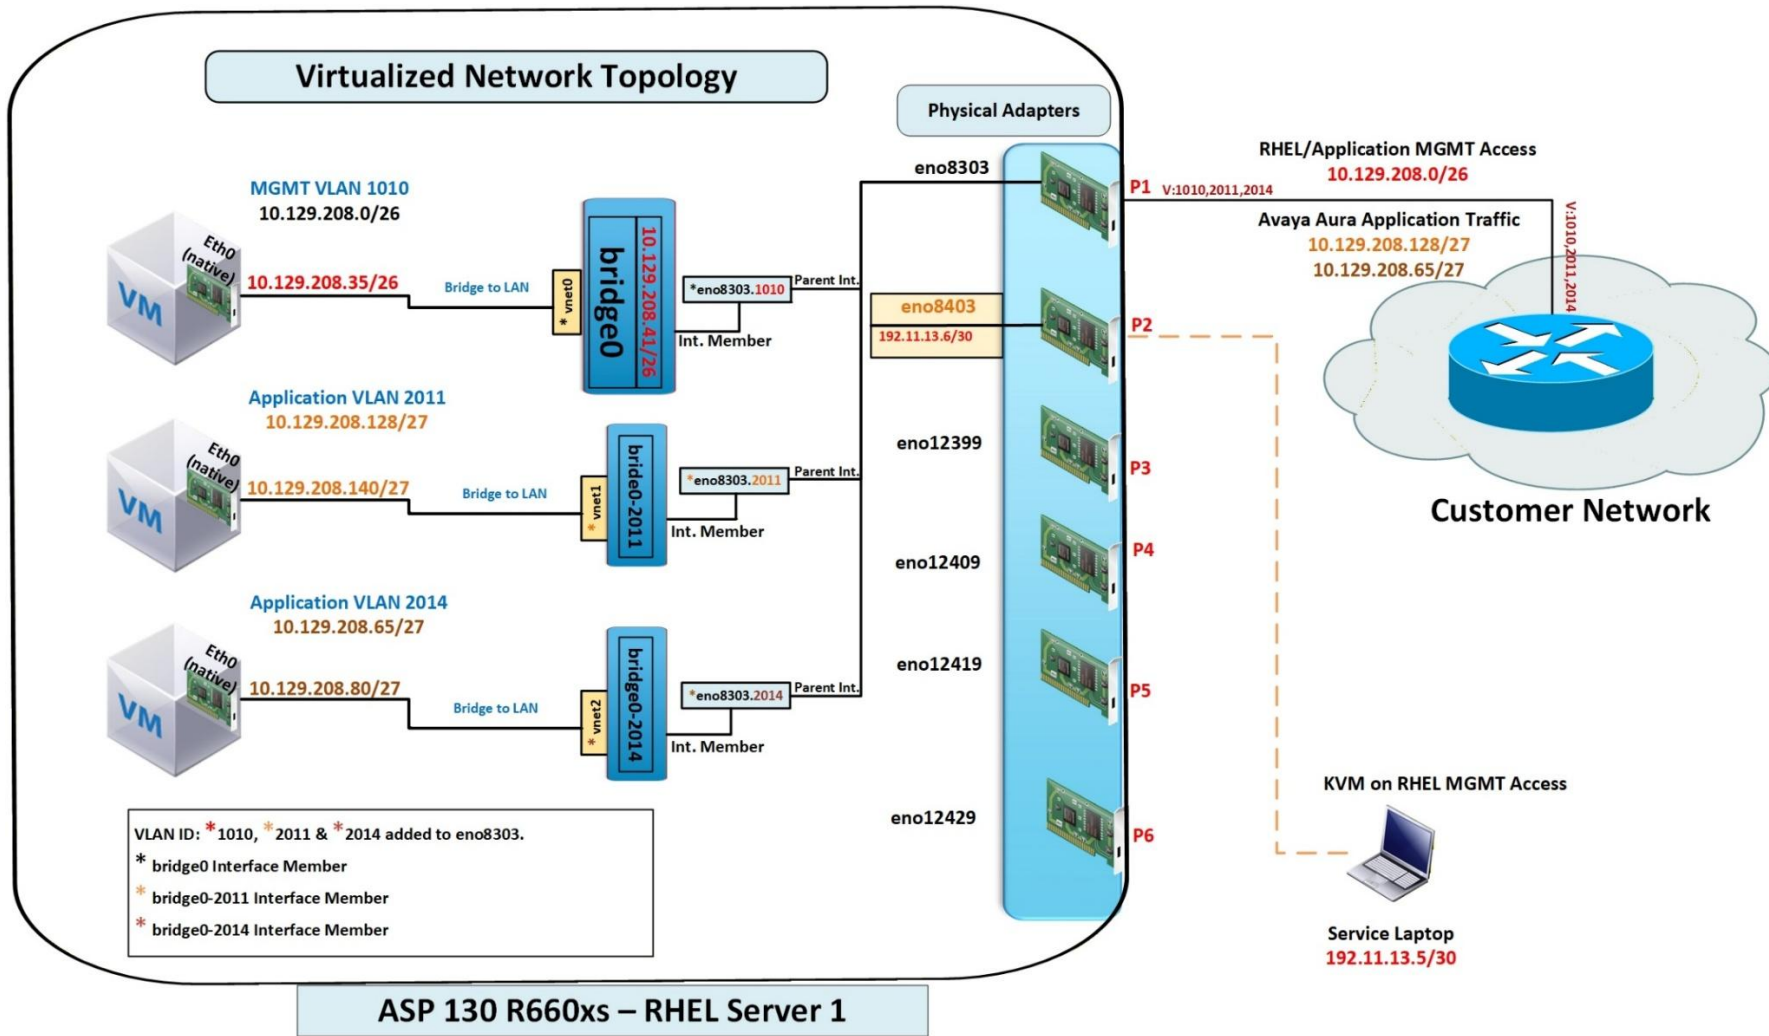 Virtualized Network Topology
Physical Adapters
MGMT VLAN 1010
10.129.208.0/26
VM
Eth0
(native)
10.129.208.35/26
Bridge to LAN
* vnet0
bridge0
10.129.208.41/26
*eno8303.1010
Parent Int.
Int. Member
Application VLAN 2011
10.129.208.128/27
VM
Eth0
(native)
10.129.208.140/27
Bridge to LAN
* vnet1
bride0-2011
*eno8303.2011
Parent Int.
Int. Member
Application VLAN 2014
10.129.208.65/27
VM
Eth0
(native)
10.129.208.80/27
Bridge to LAN
* vnet2
bridge0-2014
*eno8303.2014
Parent Int.
Int. Member
eno8303
P1
V:1010,2011,2014
eno8403
192.11.13.6/30
P2
eno12399
P3
eno12409
P4
eno12419
P5
eno12429
P6
RHEL/Application MGMT Access
10.129.208.0/26
Avaya Aura Application Traffic
10.129.208.128/27
10.129.208.65/27
V:1010,2011,2014
Customer Network
KVM on RHEL MGMT Access
Service Laptop
192.11.13.5/30
VLAN ID: *1010, *2011 & *2014 added to eno8303.
* bridge0 Interface Member
* bridge0-2011 Interface Member
* bridge0-2014 Interface Member
ASP 130 R660xs – RHEL Server 1